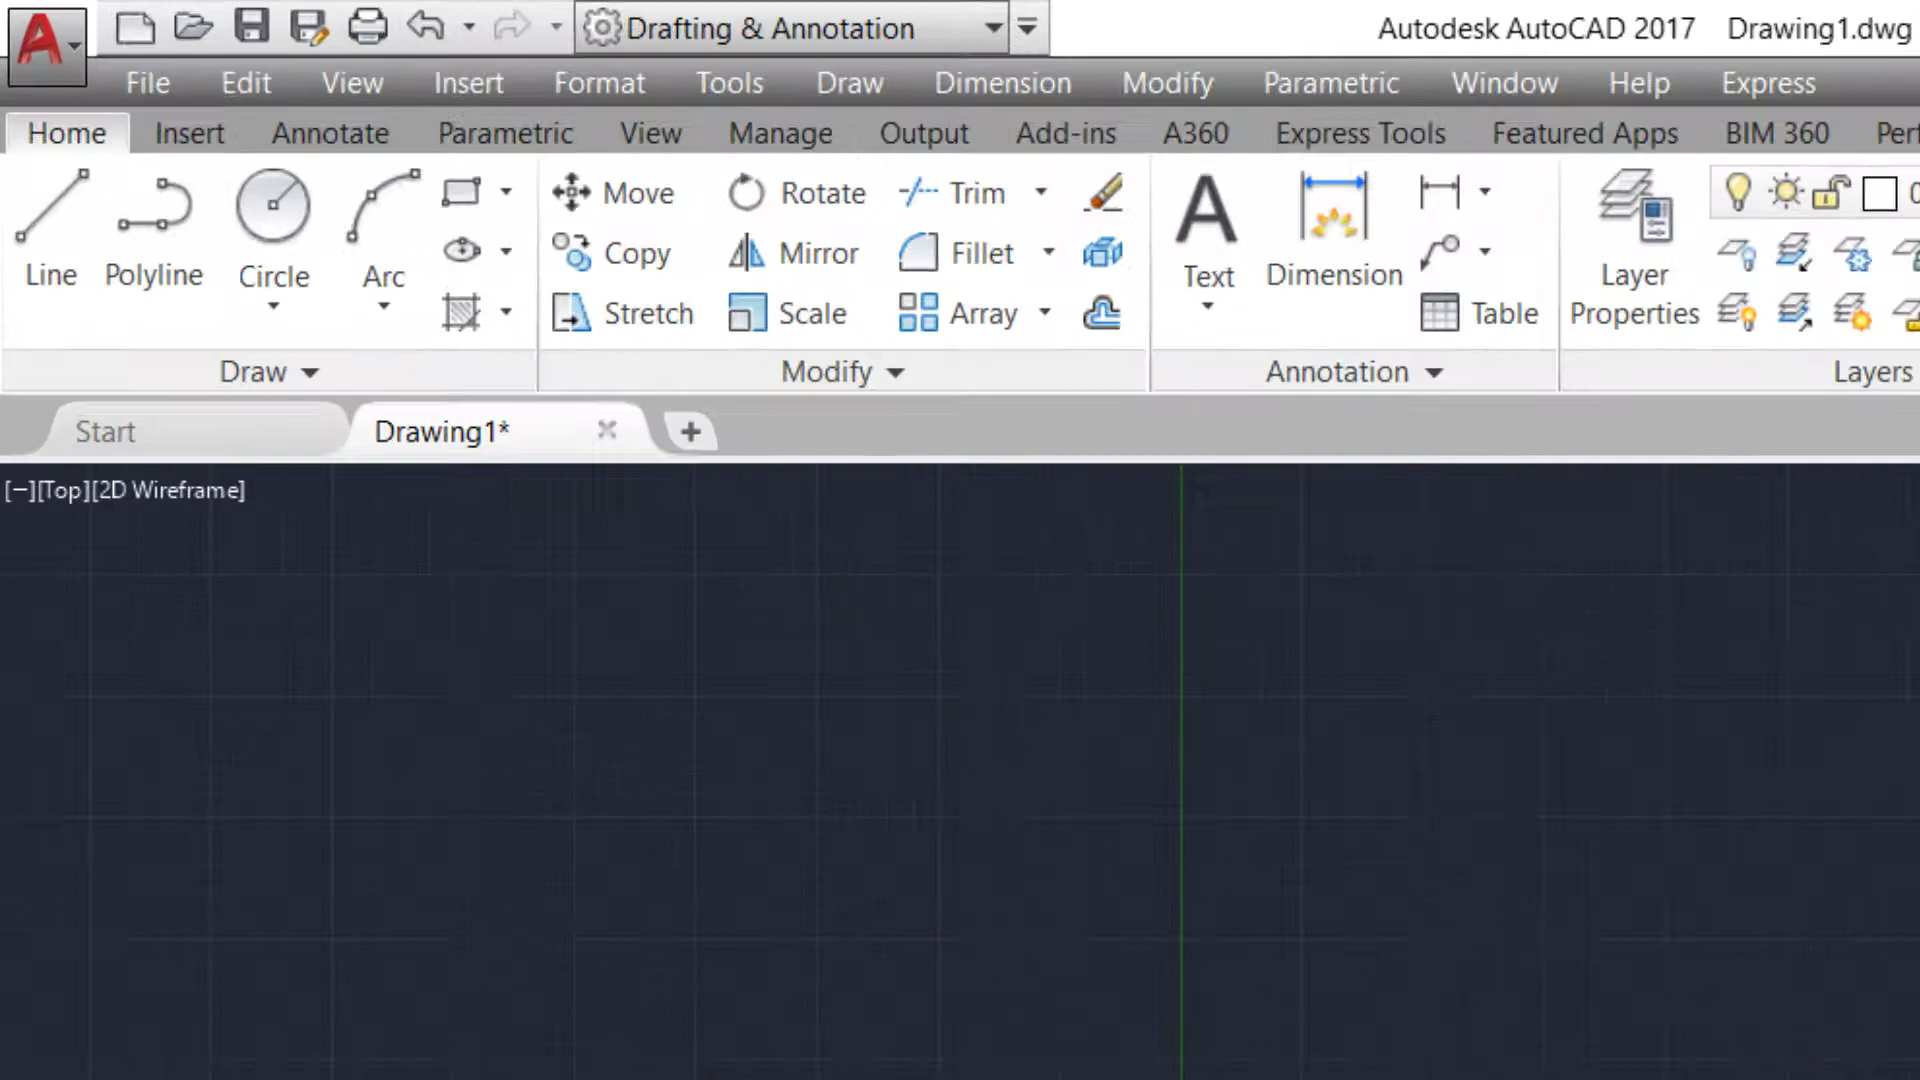 Drafting & Annotation
Autodesk AutoCAD 2017 Drawing1.dwg
File Edit View Insert Format Tools Draw Dimension Modify Parametric Window Help Express
Home Insert Annotate Parametric View Manage Output Add-ins A360 Express Tools Featured Apps BIM 360
Line Polyline Circle Arc
Move Rotate Trim
Copy Mirror Fillet
Stretch Scale Array
Text Dimension
Table
Layer
Properties
0
Draw Modify Annotation Layers
Start Drawing1*
[−][Top][2D Wireframe]